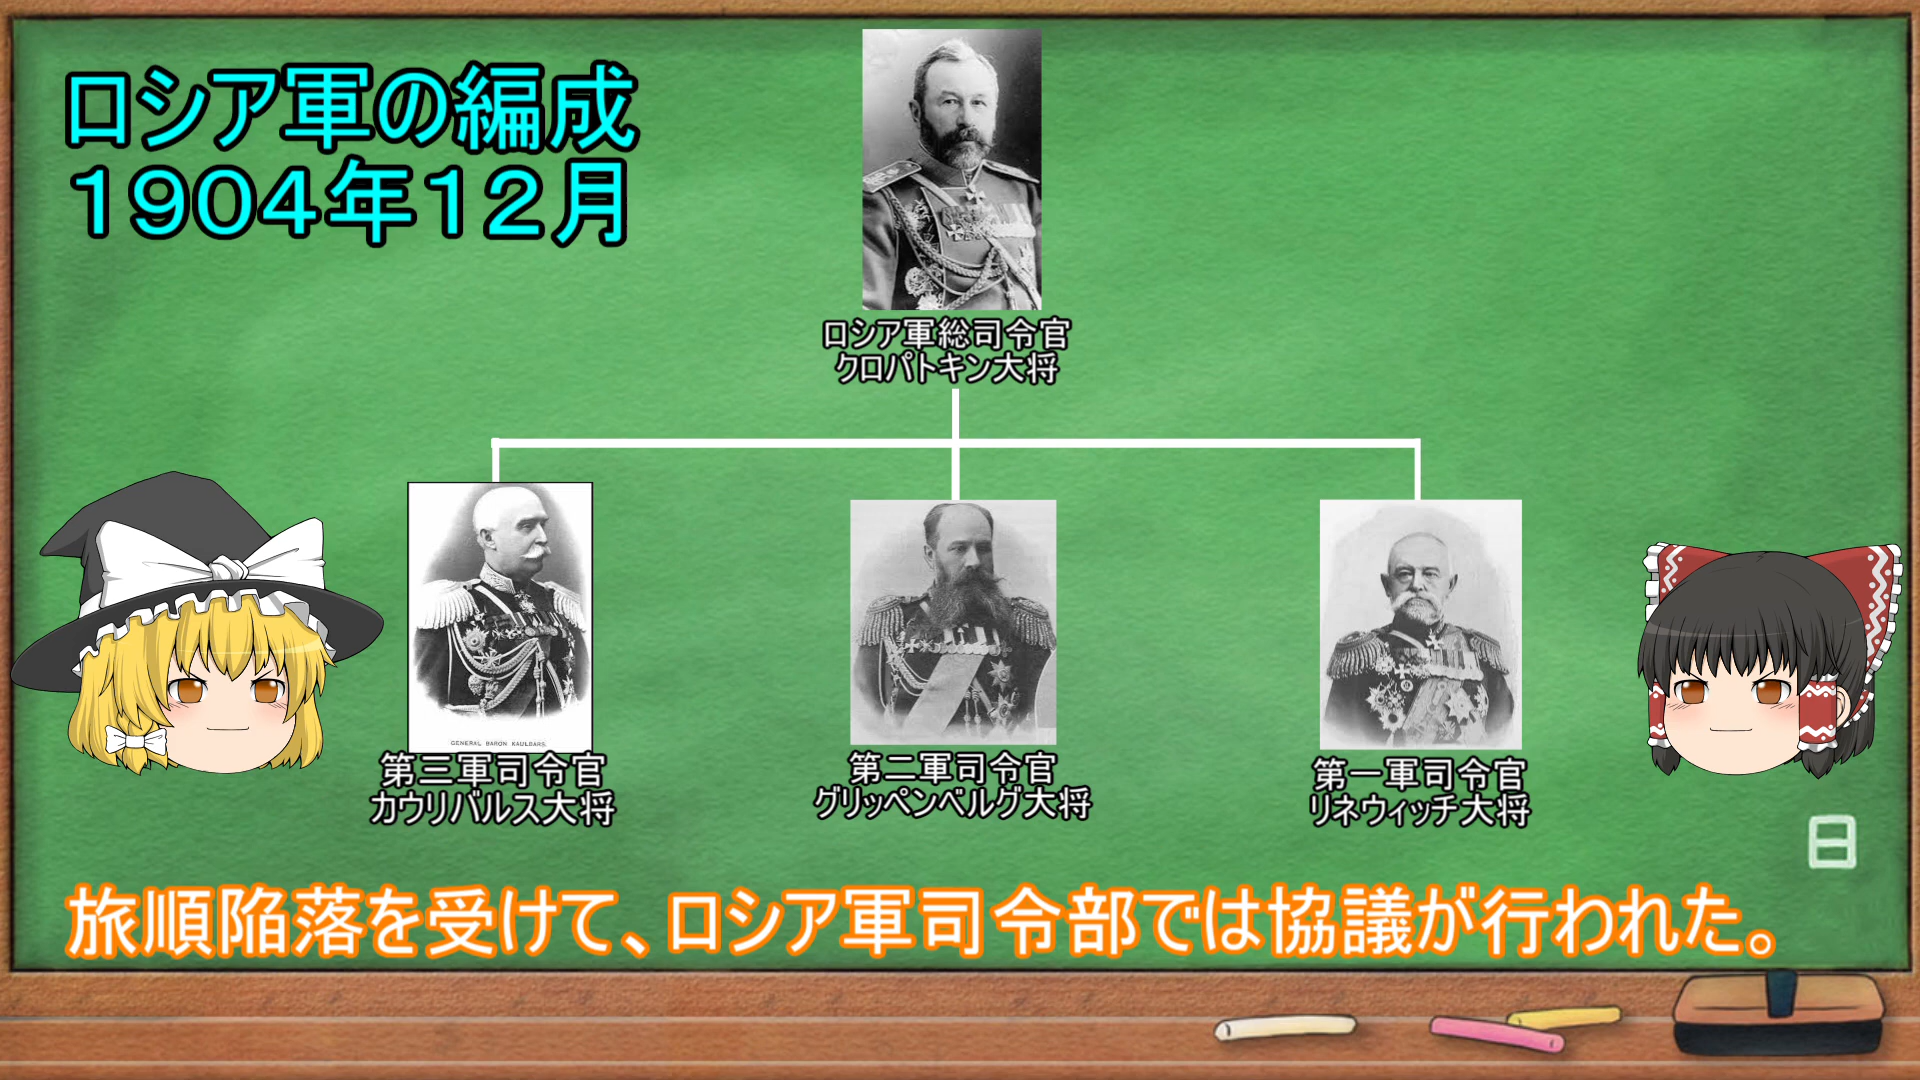 ロシア軍の編成
1904年12月
ロシア軍総司令官
クロパトキン大将
GENERAL BARON KAULBARS.
第三軍司令官
カウリバルス大将
第二軍司令官
グリッペンベルグ大将
第一軍司令官
リネウィッチ大将
日
旅順陥落を受けて、ロシア軍司令部では協議が行われた。